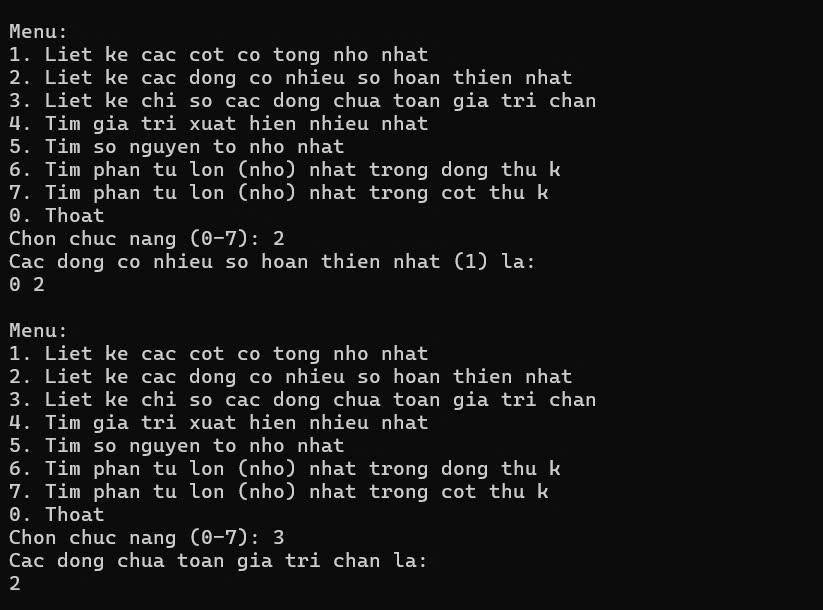 Menu:
1. Liet ke cac cot co tong nho nhat
2. Liet ke cac dong co nhieu so hoan thien nhat
3. Liet ke chi so cac dong chua toan gia tri chan
4. Tim gia tri xuat hien nhieu nhat
5. Tim so nguyen to nho nhat
6. Tim phan tu lon (nho) nhat trong dong thu k
7. Tim phan tu lon (nho) nhat trong cot thu k
0. Thoat
Chon chuc nang (0-7): 2
Cac dong co nhieu so hoan thien nhat (1) la:
0 2
Menu:
1. Liet ke cac cot co tong nho nhat
2. Liet ke cac dong co nhieu so hoan thien nhat
3. Liet ke chi so cac dong chua toan gia tri chan
4. Tim gia tri xuat hien nhieu nhat
5. Tim so nguyen to nho nhat
6. Tim phan tu lon (nho) nhat trong dong thu k
7. Tim phan tu lon (nho) nhat trong cot thu k
0. Thoat
Chon chuc nang (0-7): 3
Cac dong chua toan gia tri chan la:
2